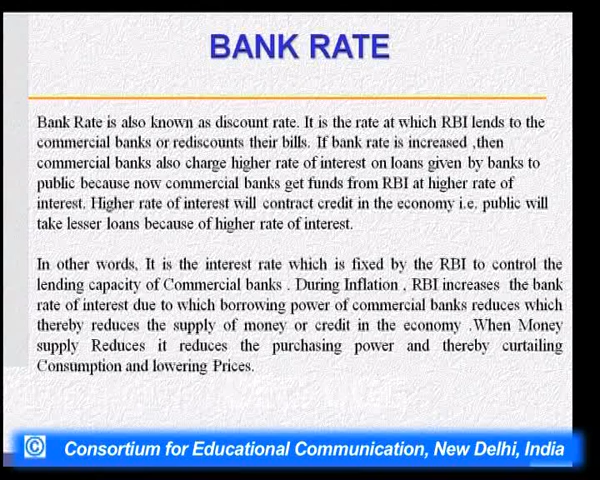 BANK RATE
Bank Rate is also known as discount rate. It is the rate at which RBI lends to the
commercial banks or rediscounts their bills. If bank rate is increased ,then
commercial banks also charge higher rate of interest on loans given by banks to
public because now commercial banks get funds from RBI at higher rate of
interest. Higher rate of interest will contract credit in the economy i.e. public will
take lesser loans because of higher rate of interest.
In other words, It is the interest rate which is fixed by the RBI to control the
lending capacity of Commercial banks . During Inflation , RBI increases the bank
rate of interest due to which borrowing power of commercial banks reduces which
thereby reduces the supply of money or credit in the economy .When Money
supply Reduces it reduces the purchasing power and thereby curtailing
Consumption and lowering Prices.
© Consortium for Educational Communication, New Delhi, India